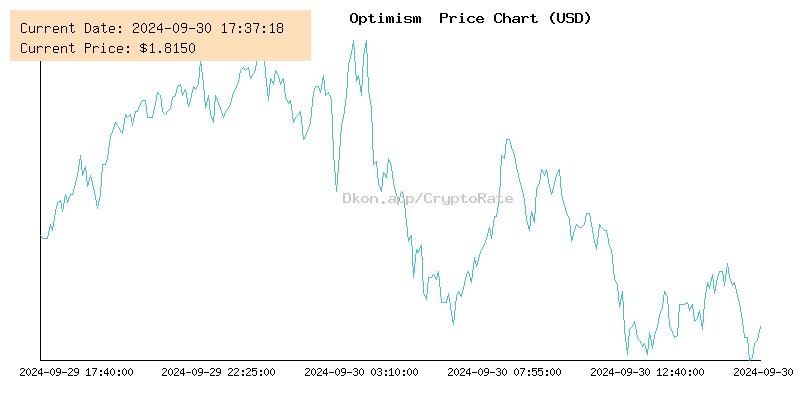 Optimism  Price Chart (USD)
Current Date: 2024-09-30 17:37:18
Current Price: $1.8150
Dkon.app/CryptoRate
2024-09-29 17:40:00 2024-09-29 22:25:00 2024-09-30 03:10:00 2024-09-30 07:55:00 2024-09-30 12:40:00 2024-09-30